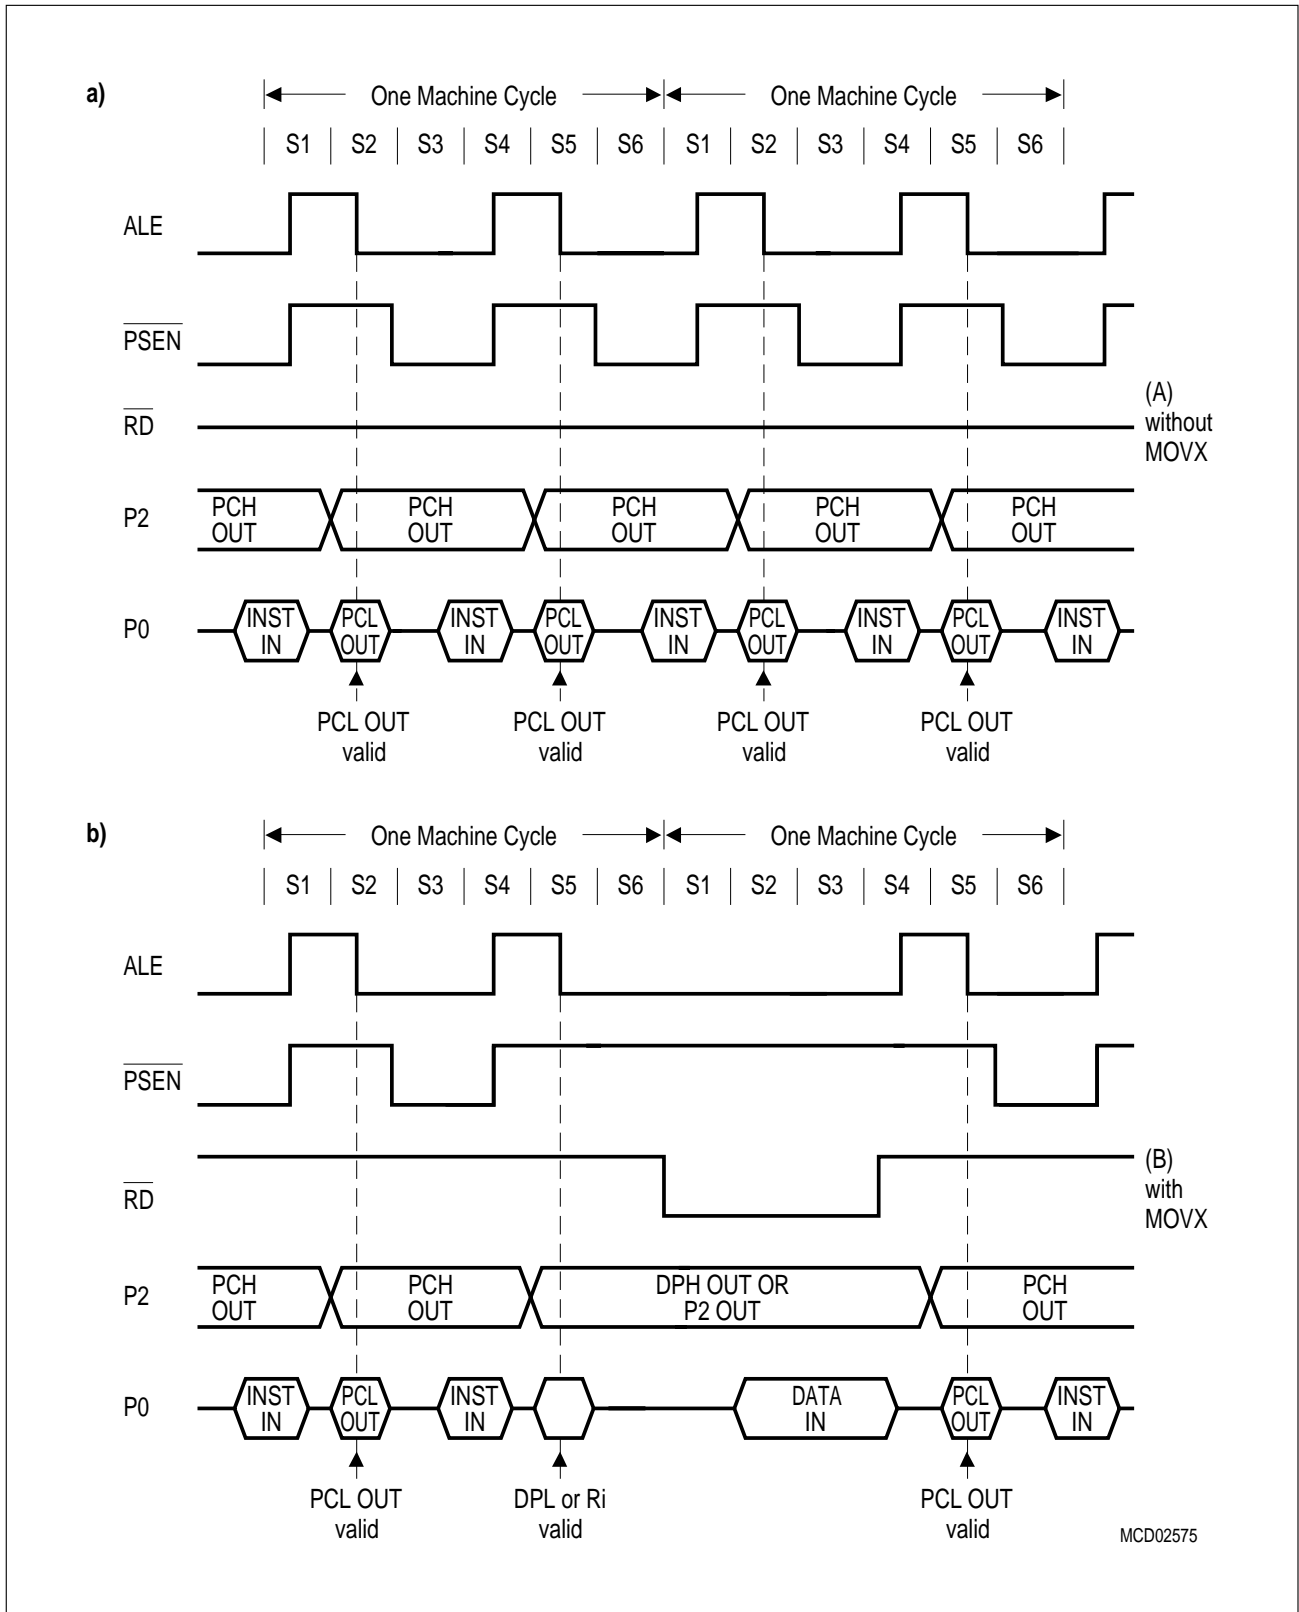 a)
One Machine Cycle One Machine Cycle
S1 S2 S3 S4 S5 S6 S1 S2 S3 S4 S5 S6
ALE
PSEN
RD
(A)
without
MOVX
P2
PCH PCH PCH PCH PCH
OUT OUT OUT OUT OUT
P0
INST PCL INST PCL INST PCL INST PCL INST
IN OUT IN OUT IN OUT IN OUT IN
PCL OUT PCL OUT PCL OUT PCL OUT
valid valid valid valid
b)
One Machine Cycle One Machine Cycle
S1 S2 S3 S4 S5 S6 S1 S2 S3 S4 S5 S6
ALE
PSEN
RD
(B)
with
MOVX
P2
PCH PCH DPH OUT OR PCH
OUT OUT P2 OUT OUT
P0
INST PCL INST DATA PCL INST
IN OUT IN IN OUT IN
PCL OUT DPL or Ri PCL OUT
valid valid valid
MCD02575